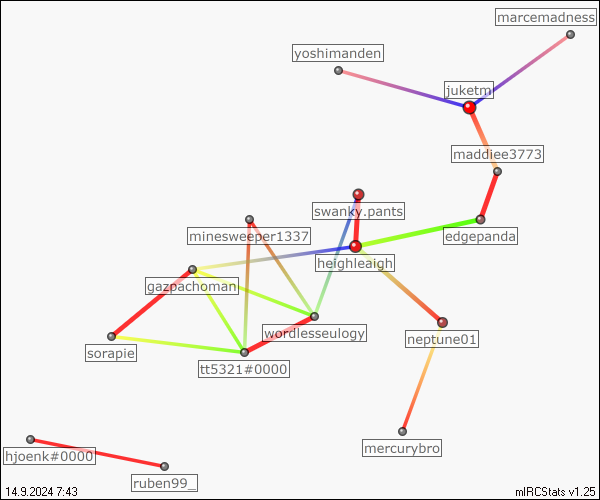 marcemadness
yoshimanden
juketm
maddiee3773
swanky.pants
minesweeper1337
edgepanda
heighleaigh
gazpachoman
wordlesseulogy
neptune01
sorapie
tt5321#0000
mercurybro
hjoenk#0000
ruben99_
14.9.2024 7:43
mIRCStats v1.25